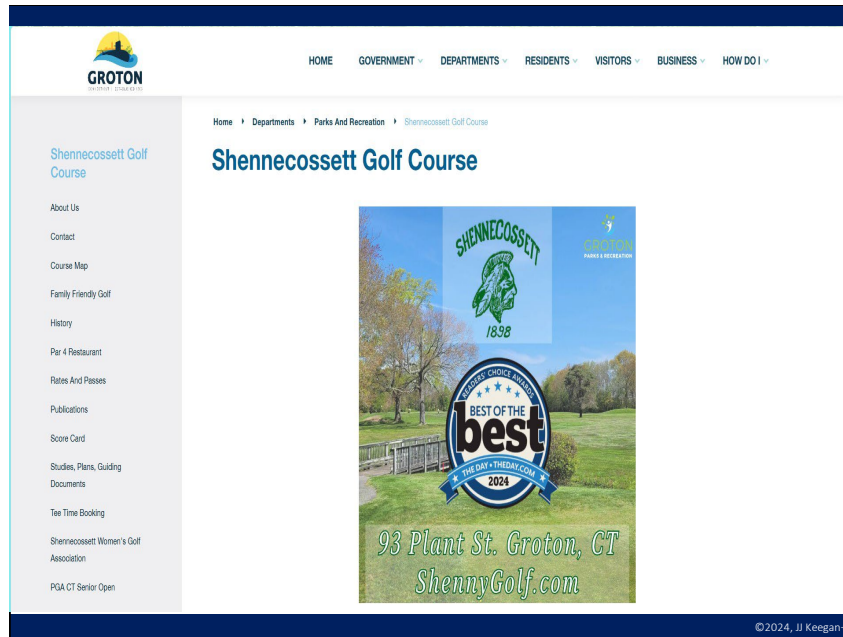 GROTON
HOME GOVERNMENT DEPARTMENTS RESIDENTS VISITORS BUSINESS HOW DO I
Home Departments Parks And Recreation Shennecossett Golf Course
Shennecossett Golf
Course
About Us
Contact
Course Map
Family Friendly Golf
History
Par 4 Restaurant
Rates And Passes
Publications
Score Card
Studies, Plans, Guiding
Documents
Tee Time Booking
Shennecossett Women's Golf
Association
PGA CT Senior Open
Shennecossett Golf Course
SHENNECOSSETT
1898
GROTON
PARKS & RECREATION
READERS' CHOICE AWARDS
BEST OF THE
best
THE DAY • THEDAY.COM
2024
93 Plant St. Groton, CT
ShennyGolf.com
©2024, JJ Keegan-